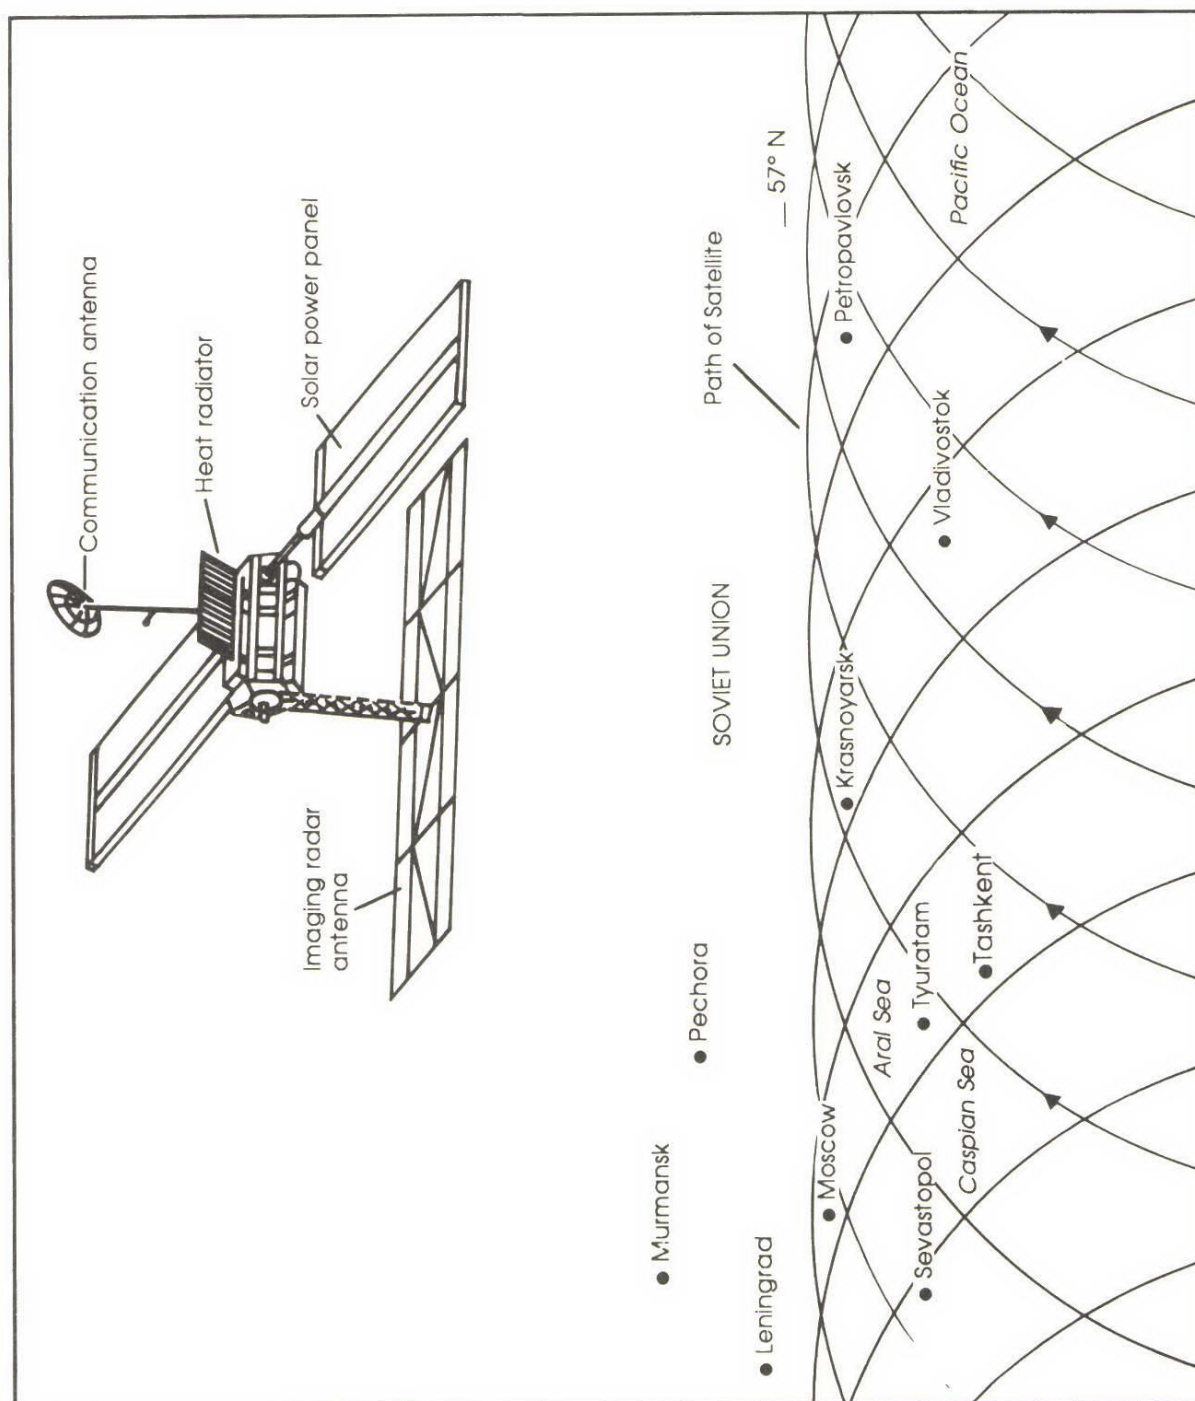 Communication antenna
Heat radiator
Solar power panel
Imaging radar
antenna
Path of Satellite
— 57° N
SOVIET UNION
Murmansk
Pechora
Leningrad
Moscow
Krasnoyarsk
Petropavlovsk
Aral Sea
Sevastopol
Tyuratam
Vladivostok
Caspian Sea
Tashkent
Pacific Ocean